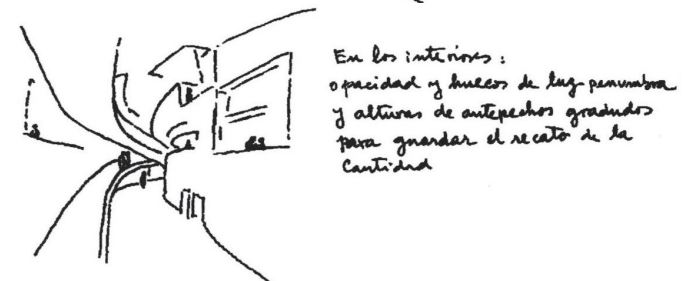 En los interiores:
opacidad y huecos de luz-penumbra
y alturas de antepechos graduados
para guardar el recato de la
Cantidad